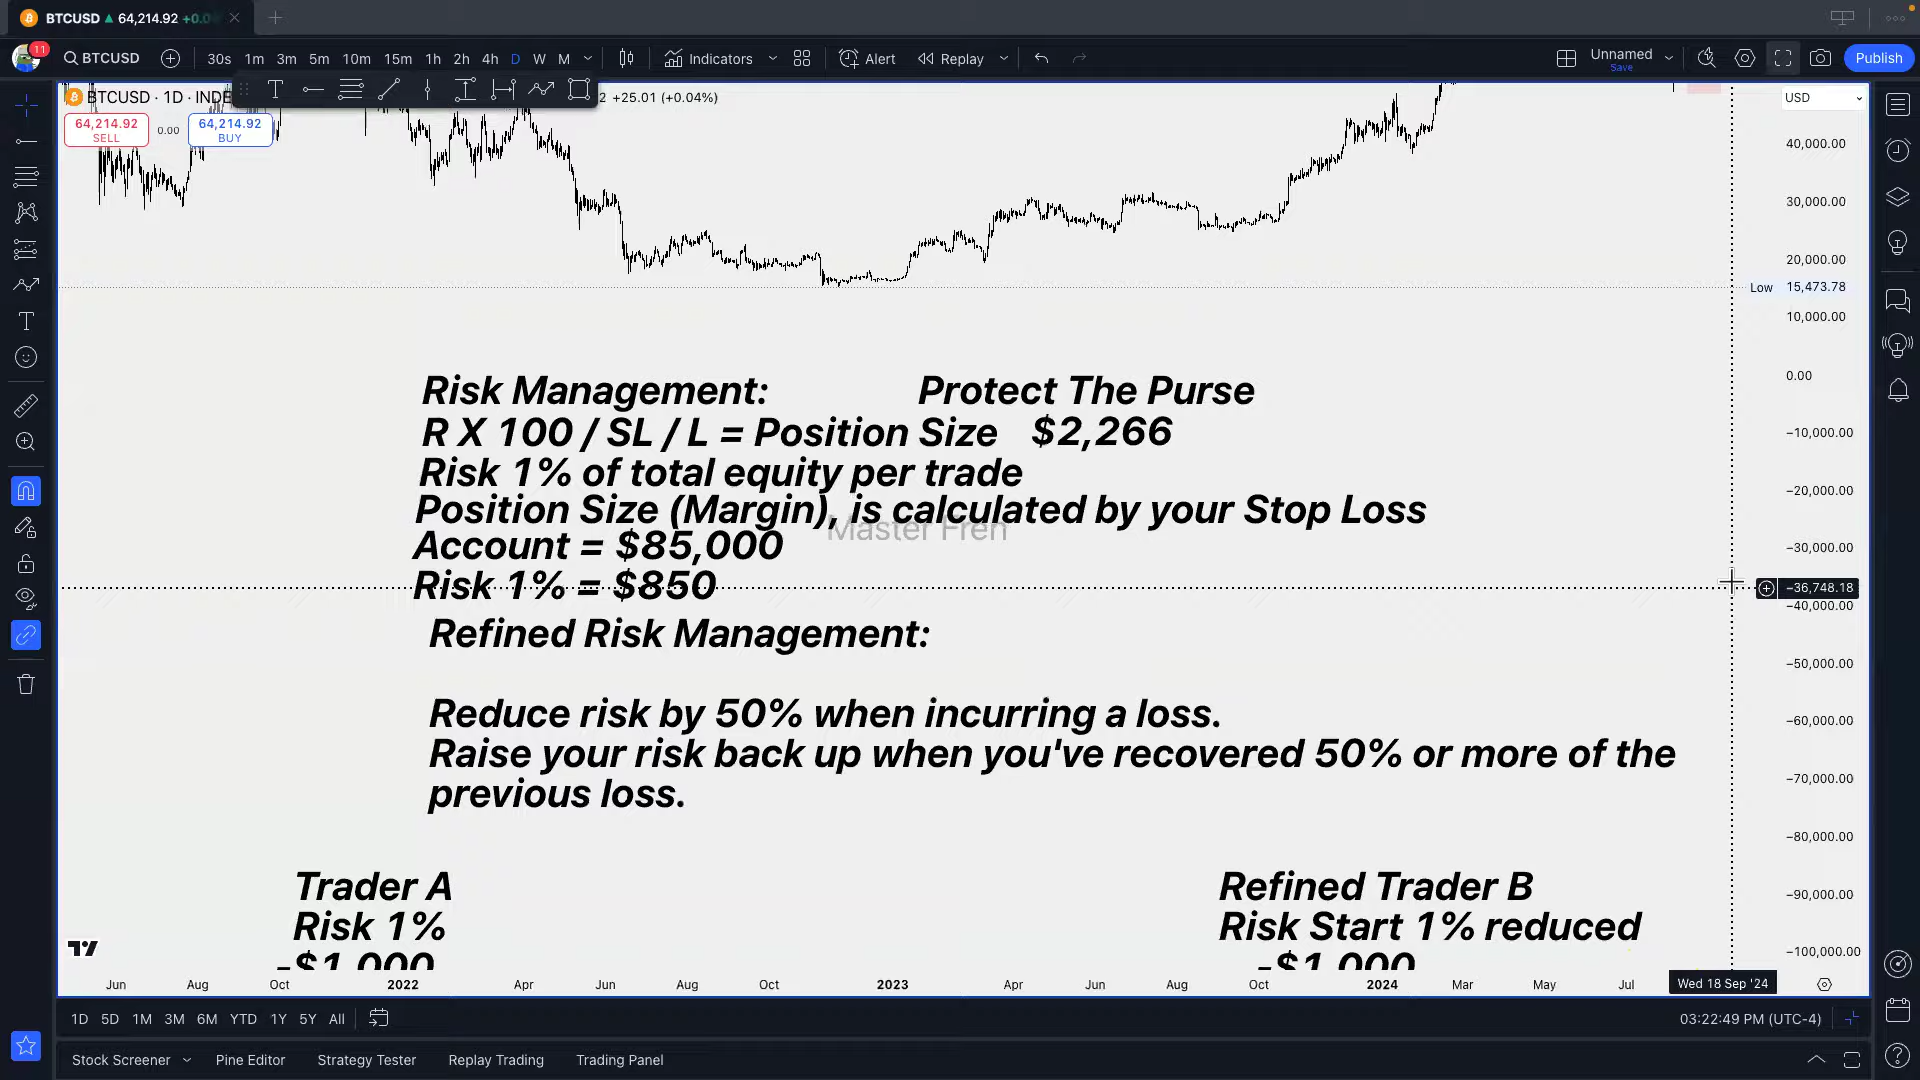 BTCUSD ▲ 64,214.92 +0.0
11 BTCUSD 30s 1m 3m 5m 10m 15m 1h 2h 4h D W M Indicators Alert Replay Unnamed Save Publish
BTCUSD · 1D · INDE 2 +25.01 (+0.04%) USD
64,214.92 SELL 0.00 64,214.92 BUY
40,000.00
30,000.00
20,000.00
Low 15,473.78
10,000.00
0.00
−10,000.00
−20,000.00
−30,000.00
−36,748.18
−40,000.00
−50,000.00
−60,000.00
−70,000.00
−80,000.00
−90,000.00
−100,000.00
Risk Management: Protect The Purse
R X 100 / SL / L = Position Size $2,266
Risk 1% of total equity per trade
Position Size (Margin), is calculated by your Stop Loss
Master Fren
Account = $85,000
Risk 1% = $850
Refined Risk Management:
Reduce risk by 50% when incurring a loss.
Raise your risk back up when you've recovered 50% or more of the
previous loss.
Trader A
Risk 1%
-$1,000
Refined Trader B
Risk Start 1% reduced
-$1,000
Jun Aug Oct 2022 Apr Jun Aug Oct 2023 Apr Jun Aug Oct 2024 Mar May Jul Wed 18 Sep '24
1D 5D 1M 3M 6M YTD 1Y 5Y All 03:22:49 PM (UTC-4)
Stock Screener Pine Editor Strategy Tester Replay Trading Trading Panel